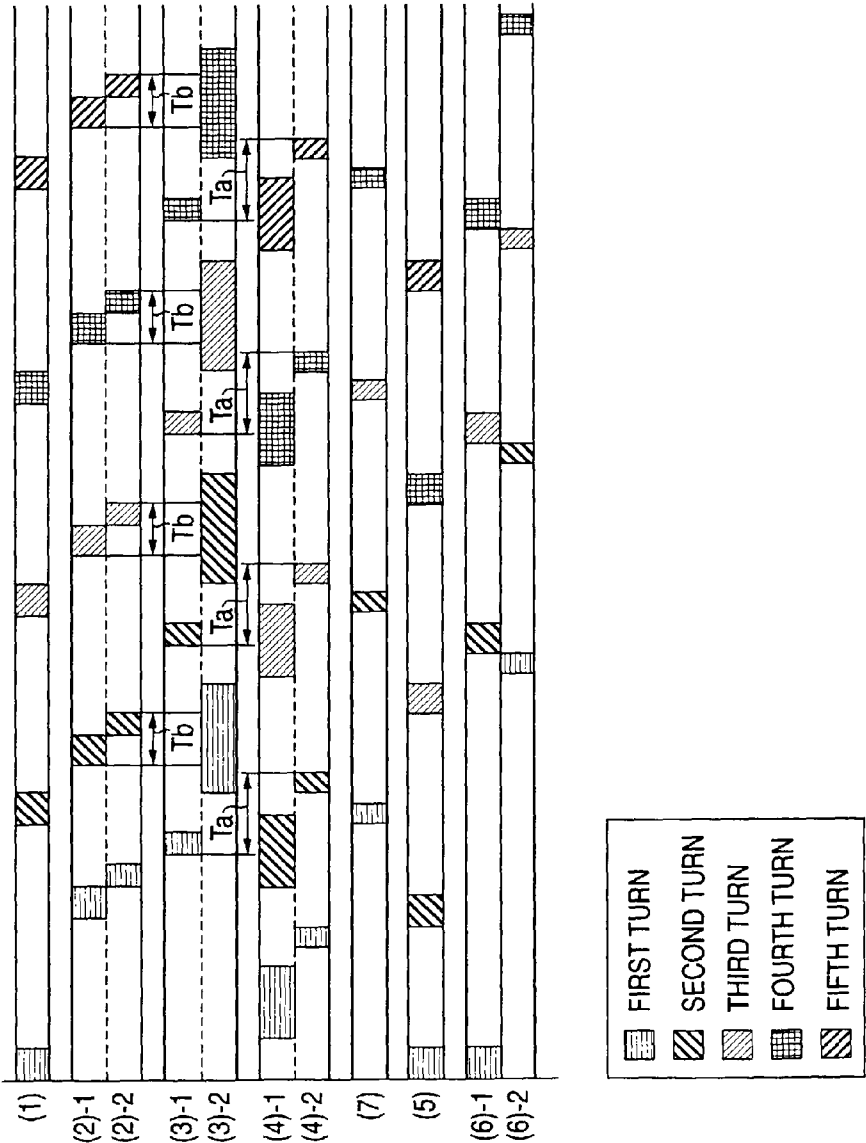 (1)
(2)-1
(2)-2
Tb
Tb
Tb
Tb
(3)-1
(3)-2
Ta
Ta
Ta
Ta
(4)-1
(4)-2
(7)
(5)
(6)-1
(6)-2
FIRST TURN
SECOND TURN
THIRD TURN
FOURTH TURN
FIFTH TURN